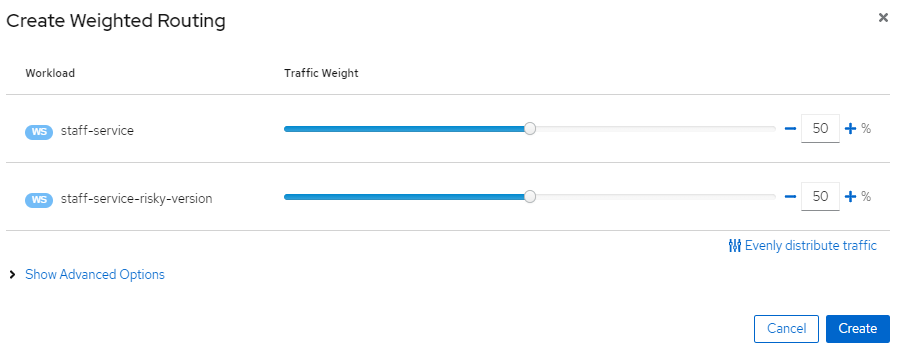 Create Weighted Routing
Workload Traffic Weight
WS staff-service 50 %
WS staff-service-risky-version 50 %
Evenly distribute traffic
Show Advanced Options
Cancel Create